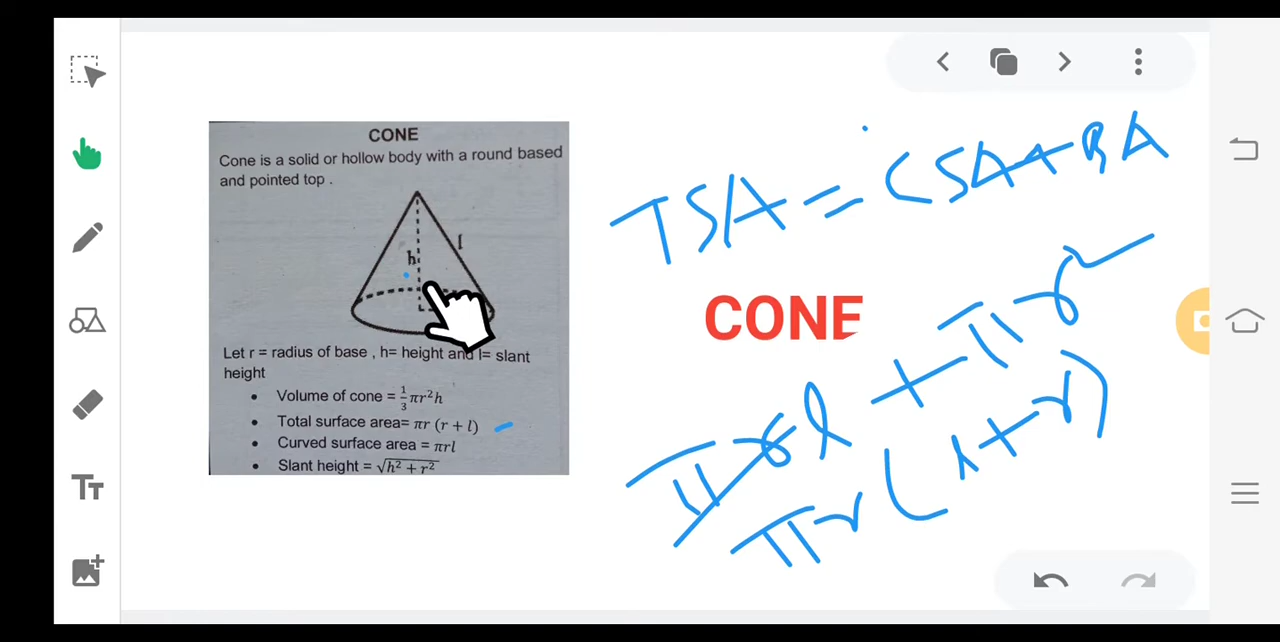 CONE
Cone is a solid or hollow body with a round based
and pointed top .
l
h
Let r = radius of base , h= height and l= slant
height
• Volume of cone = 1/3 πr²h
• Total surface area= πr (r + l)
• Curved surface area = πrl
• Slant height = √h² + r²
TSA = CSA + BA
CONE
πrl + πr²
πr (l + r)
TT